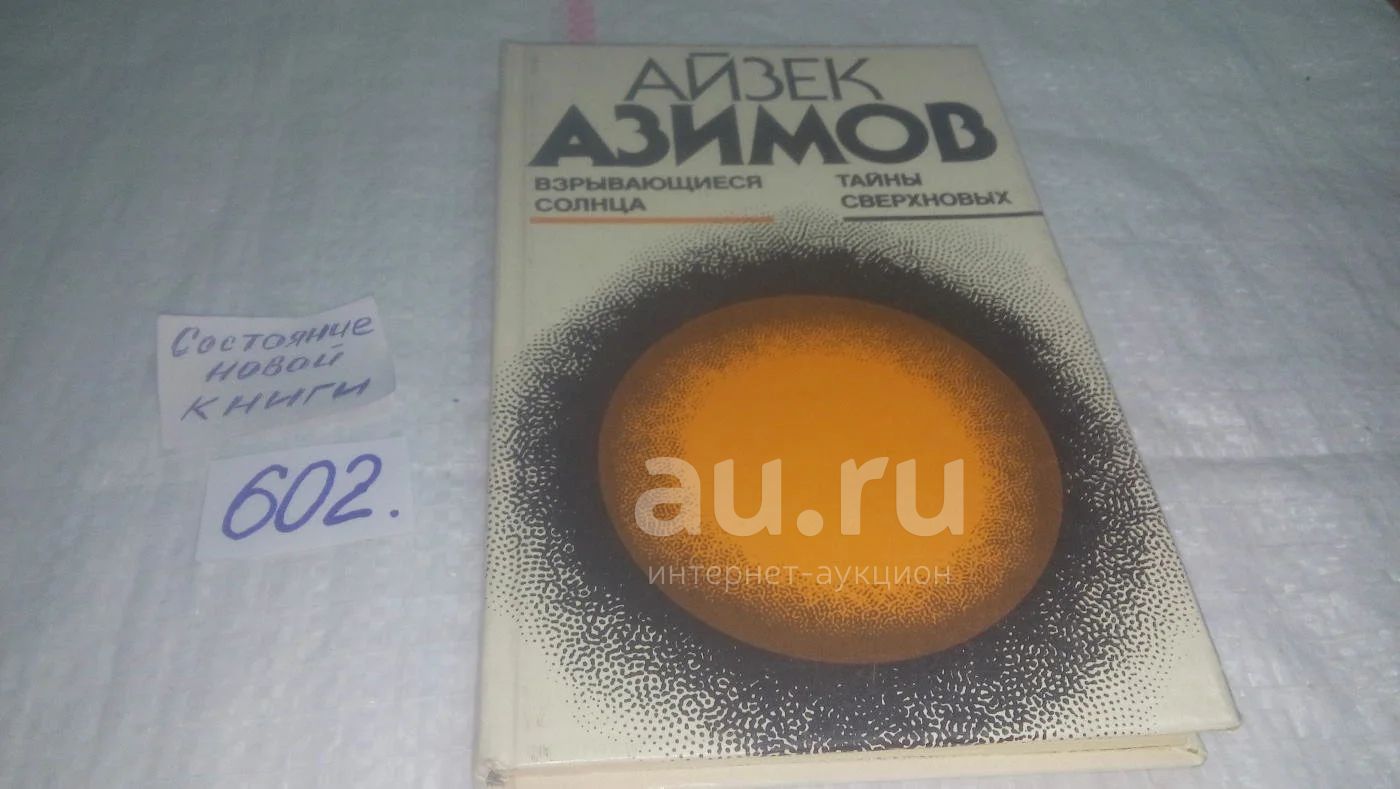 АЙЗЕК
АЗИМОВ
ВЗРЫВАЮЩИЕСЯ
СОЛНЦА
ТАЙНЫ
СВЕРХНОВЫХ
Состояние
новой
книги
602.
au.ru
интернет-аукцион